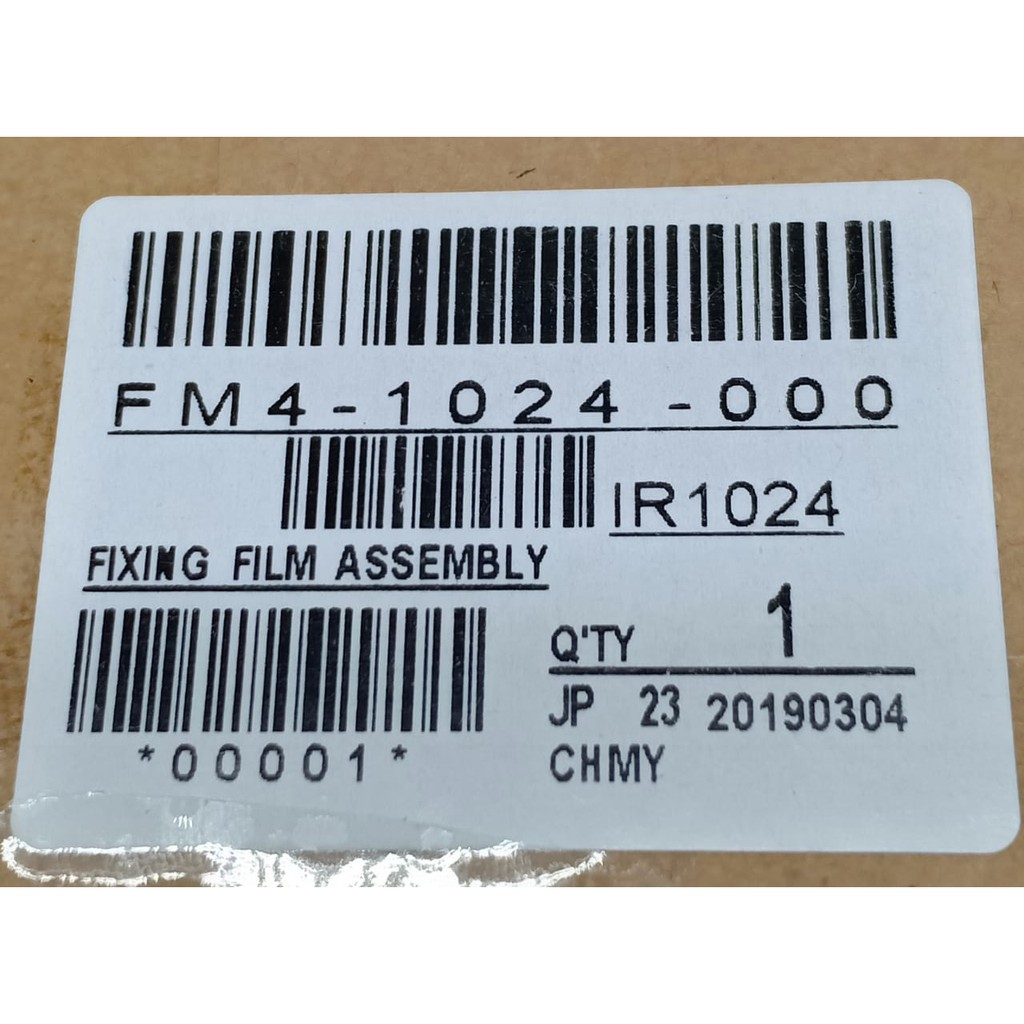 FM4-1024-000
IR1024
FIXING FILM ASSEMBLY
Q'TY 1
JP 23 20190304
*00001*
CHMY